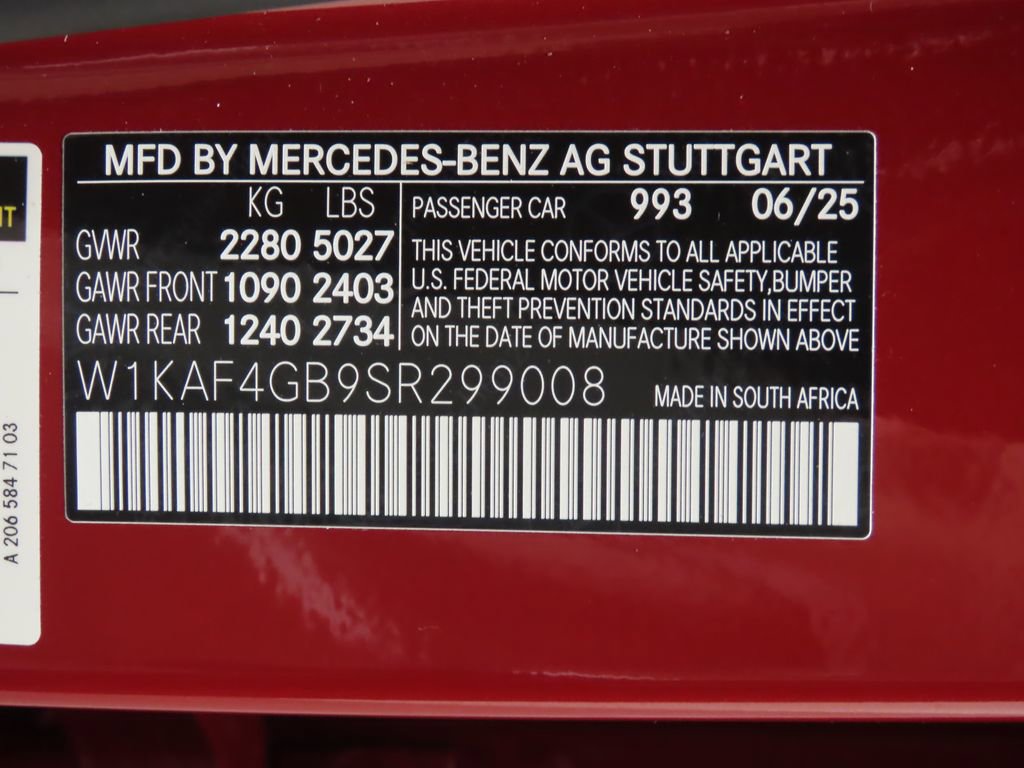 MFD BY MERCEDES-BENZ AG STUTTGART
KG LBS
GVWR 2280 5027
GAWR FRONT 1090 2403
GAWR REAR 1240 2734
PASSENGER CAR 993 06/25
THIS VEHICLE CONFORMS TO ALL APPLICABLE
U.S. FEDERAL MOTOR VEHICLE SAFETY,BUMPER
AND THEFT PREVENTION STANDARDS IN EFFECT
ON THE DATE OF MANUFACTURE SHOWN ABOVE
W1KAF4GB9SR299008
MADE IN SOUTH AFRICA
A 206 584 71 03